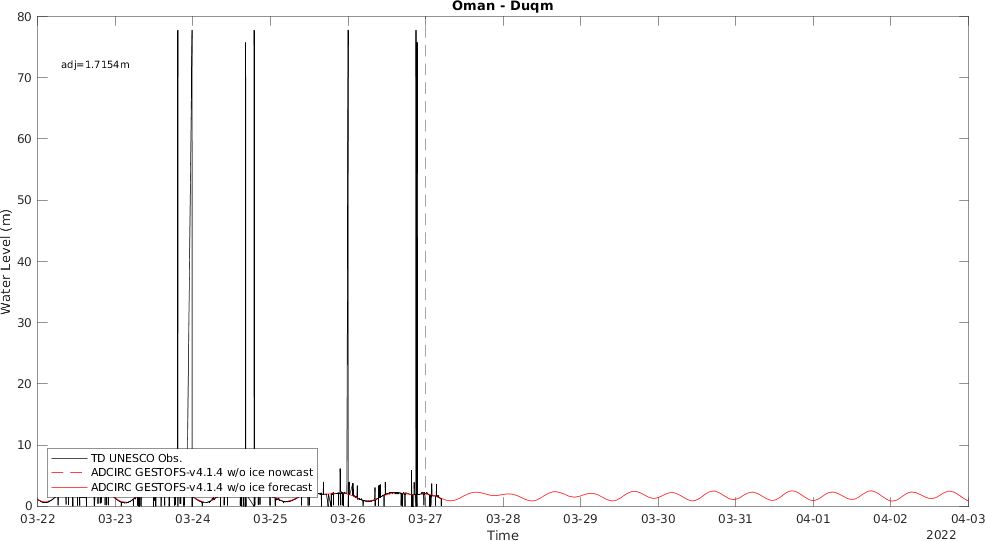 Oman - Duqm
adj=1.7154m
Water Level (m)
80
70
60
50
40
30
20
10
0
TD UNESCO Obs.
ADCIRC GESTOFS-v4.1.4 w/o ice nowcast
ADCIRC GESTOFS-v4.1.4 w/o ice forecast
03-22 03-23 03-24 03-25 03-26 03-27 03-28 03-29 03-30 03-31 04-01 04-02 04-03
Time
2022